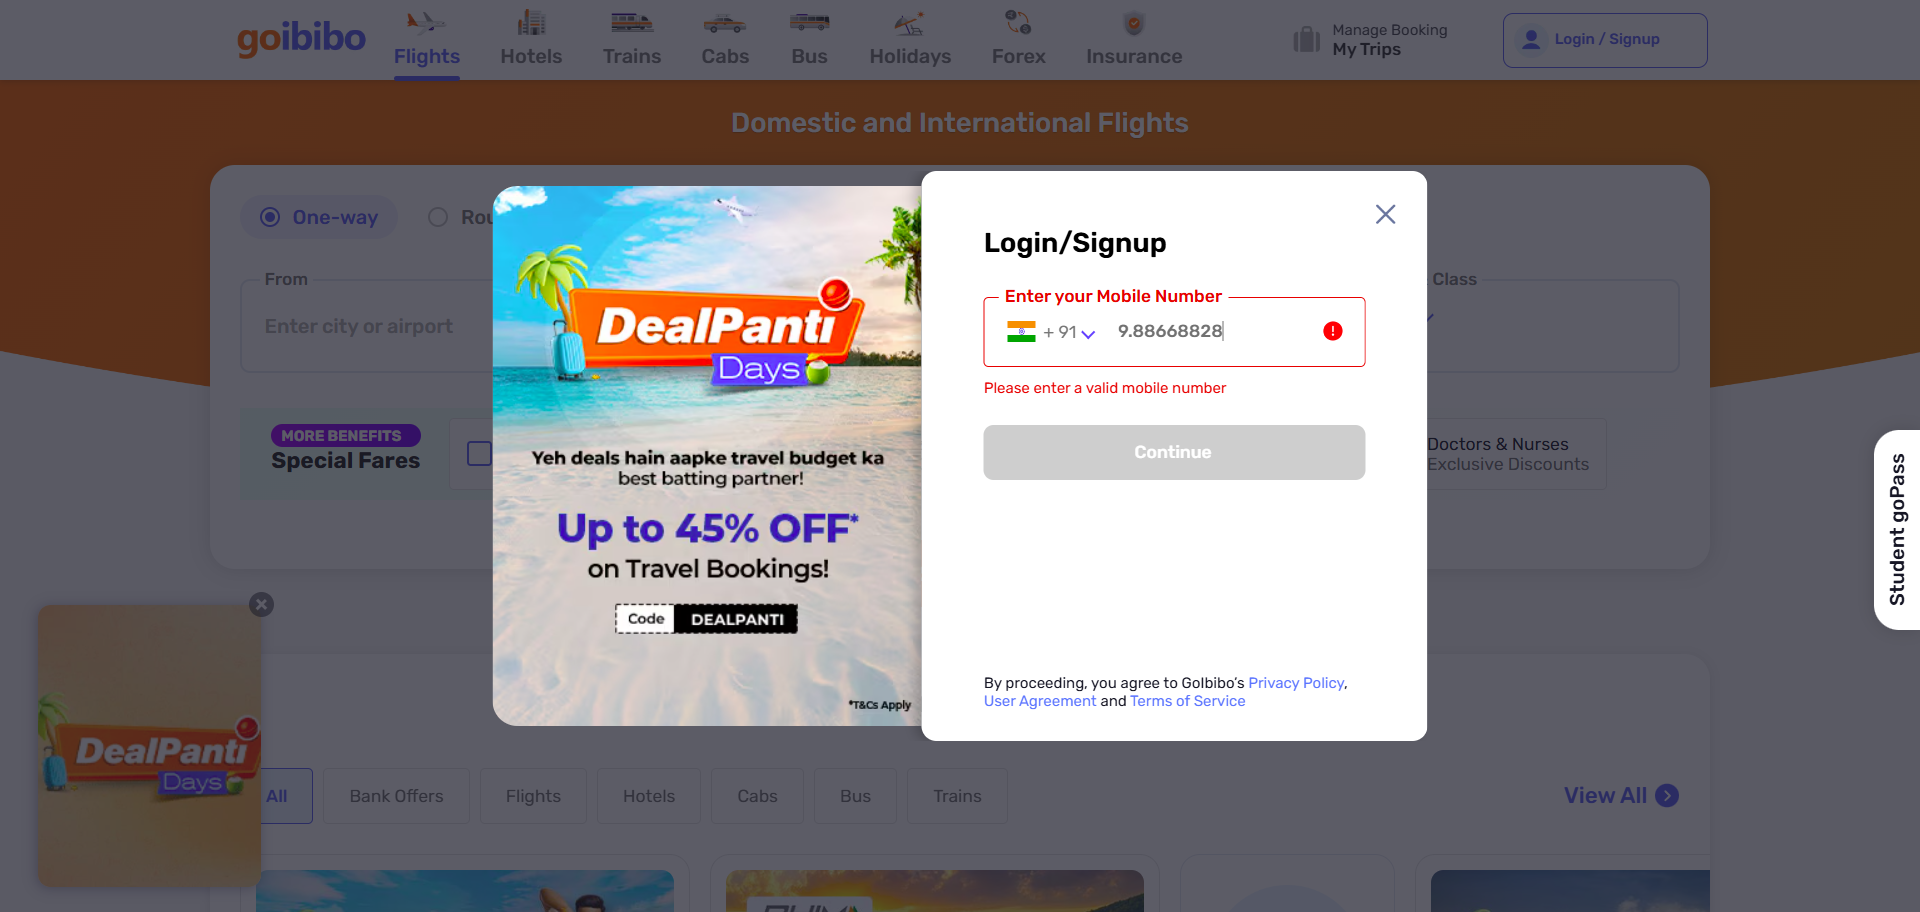 goibibo
Flights
Hotels
Trains
Cabs
Bus
Holidays
Forex
Insurance
Manage Booking
My Trips
Login / Signup
Domestic and International Flights
One-way
Rou
From
Enter city or airport
Class
MORE BENEFITS
Special Fares
Doctors & Nurses
Exclusive Discounts
DealPanti
Days
Yeh deals hain aapke travel budget ka
best batting partner!
Up to 45% OFF*
on Travel Bookings!
Code DEALPANTI
*T&Cs Apply
Login/Signup
Enter your Mobile Number
+ 91 9.88668828
Please enter a valid mobile number
Continue
By proceeding, you agree to GoIbibo's Privacy Policy,
User Agreement and Terms of Service
Student goPass
DealPanti
Days
All
Bank Offers
Flights
Hotels
Cabs
Bus
Trains
View All